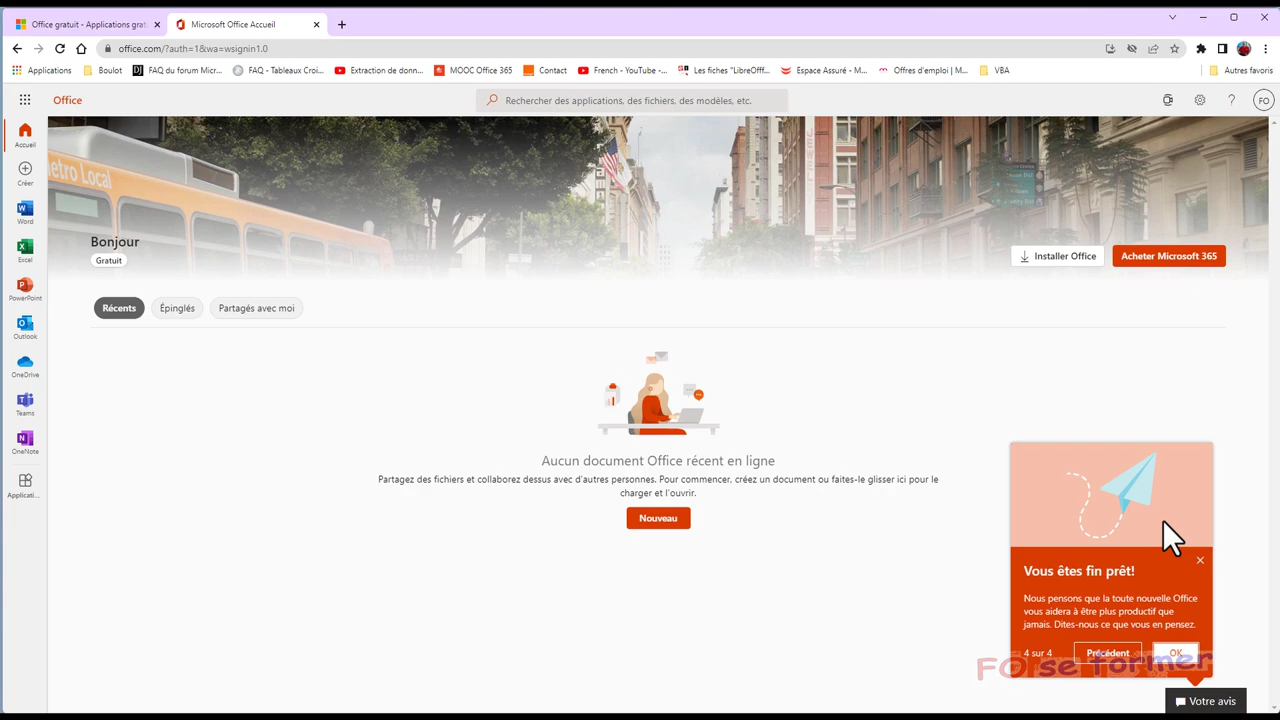 Office gratuit - Applications grat
Microsoft Office Accueil
office.com/?auth=1&wa=wsignin1.0
Applications
Boulot
FAQ du forum Micr...
FAQ - Tableaux Croi...
Extraction de donn...
MOOC Office 365
Contact
French - YouTube -...
Les fiches "LibreOff...
Espace Assuré - M...
Offres d'emploi | M...
VBA
Autres favoris
Office
Rechercher des applications, des fichiers, des modèles, etc.
FO
Accueil
Créer
Word
Excel
PowerPoint
Outlook
OneDrive
Teams
OneNote
Applicati...
etro Local
Bonjour
Gratuit
Installer Office
Acheter Microsoft 365
Récents
Épinglés
Partagés avec moi
Aucun document Office récent en ligne
Partagez des fichiers et collaborez dessus avec d'autres personnes. Pour commencer, créez un document ou faites-le glisser ici pour le
charger et l'ouvrir.
Nouveau
Vous êtes fin prêt!
Nous pensons que la toute nouvelle Office
vous aidera à être plus productif que
jamais. Dites-nous ce que vous en pensez.
4 sur 4
Précédent
OK
FO se former
Votre avis